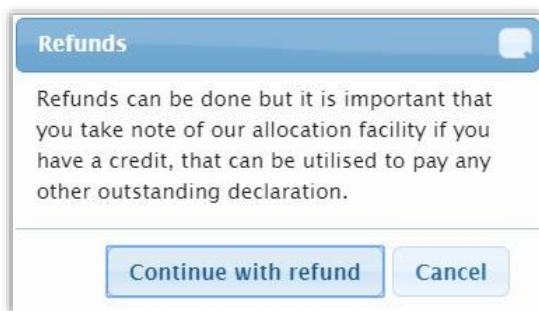 Refunds
Refunds can be done but it is important that
you take note of our allocation facility if you
have a credit, that can be utilised to pay any
other outstanding declaration.
Continue with refund Cancel